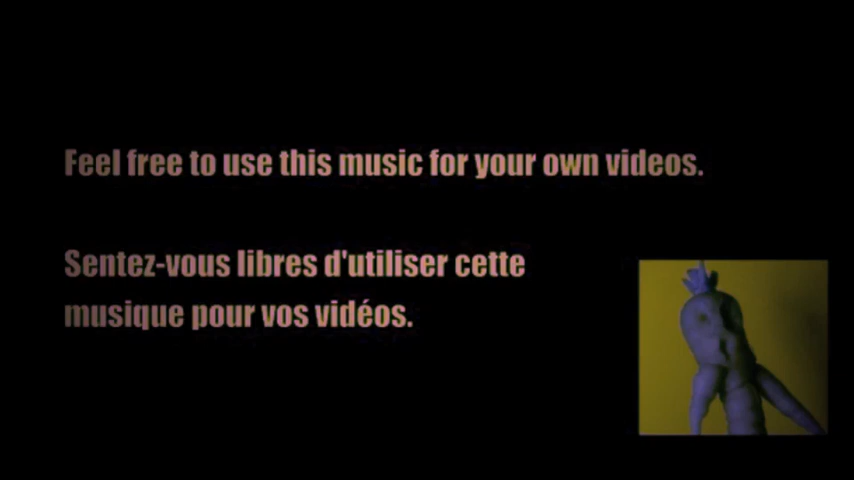 Feel free to use this music for your own videos.
Sentez-vous libres d'utiliser cette
musique pour vos vidéos.